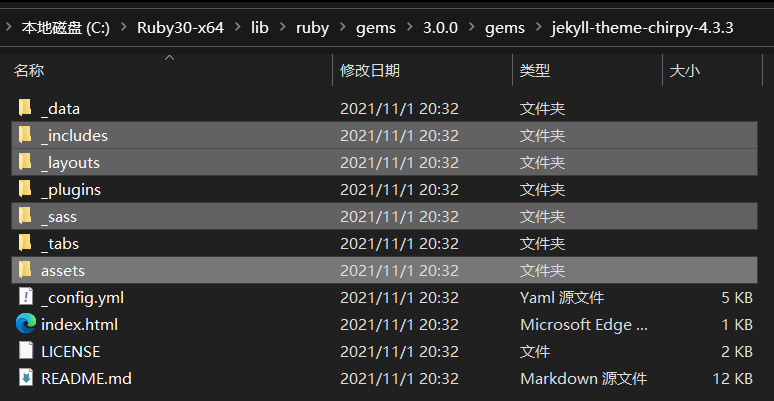 本地磁盘 (C:) > Ruby30-x64 > lib > ruby > gems > 3.0.0 > gems > jekyll-theme-chirpy-4.3.3
名称 修改日期 类型 大小
_data 2021/11/1 20:32 文件夹
_includes 2021/11/1 20:32 文件夹
_layouts 2021/11/1 20:32 文件夹
_plugins 2021/11/1 20:32 文件夹
_sass 2021/11/1 20:32 文件夹
_tabs 2021/11/1 20:32 文件夹
assets 2021/11/1 20:32 文件夹
_config.yml 2021/11/1 20:32 Yaml 源文件 5 KB
index.html 2021/11/1 20:32 Microsoft Edge ... 1 KB
LICENSE 2021/11/1 20:32 文件 2 KB
README.md 2021/11/1 20:32 Markdown 源文件 12 KB